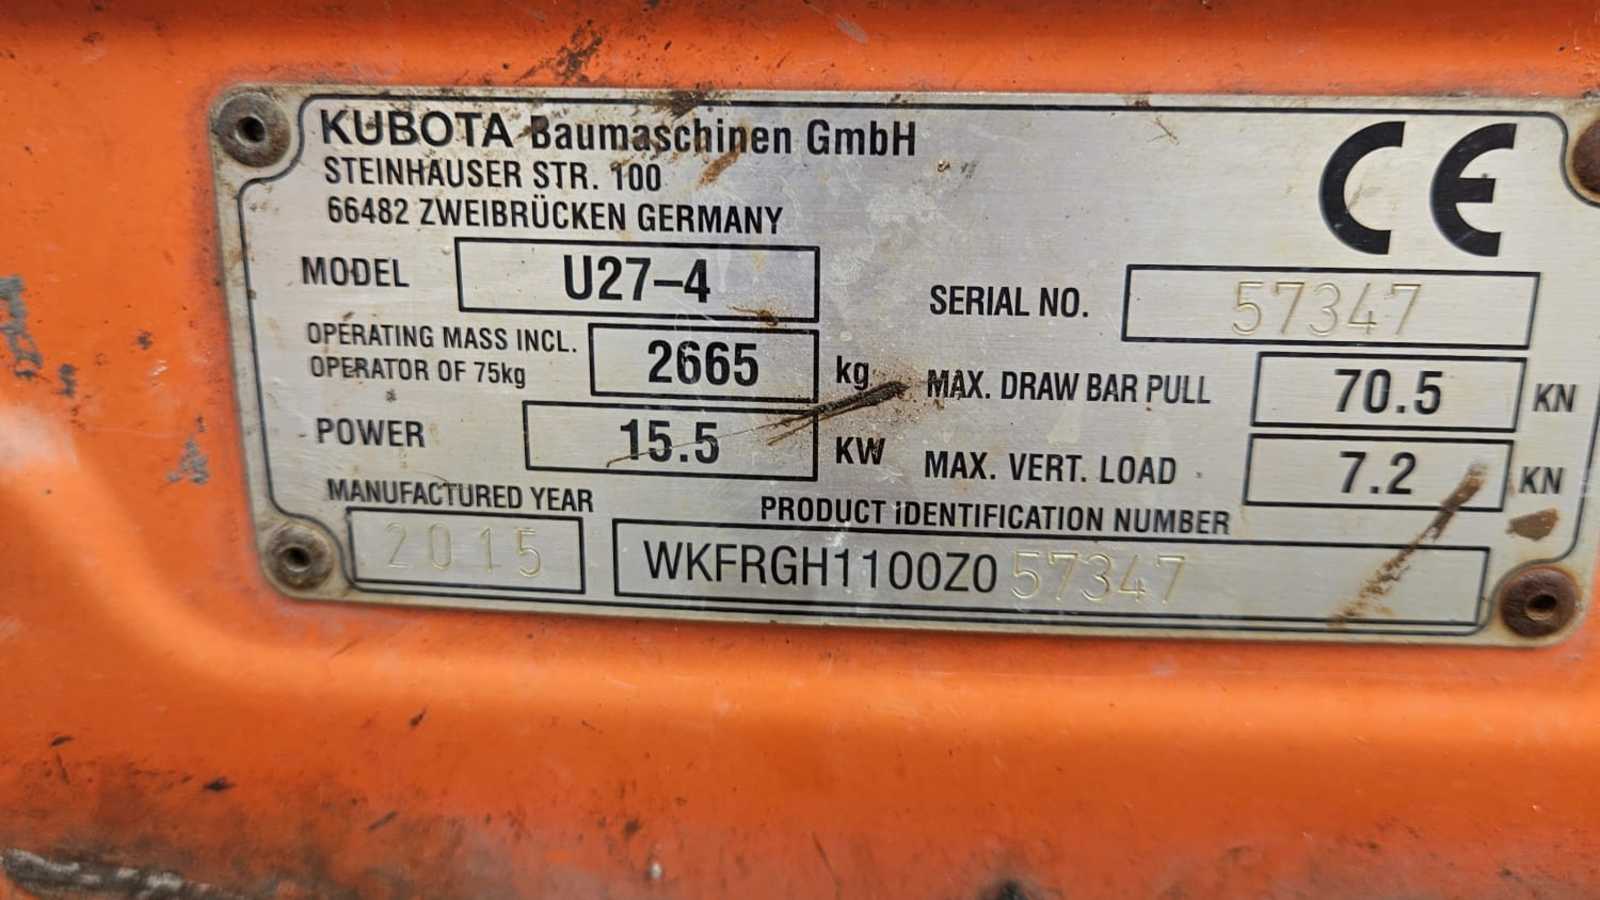 KUBOTA Baumaschinen GmbH
STEINHAUSER STR. 100
66482 ZWEIBRÜCKEN GERMANY
CE
MODEL U27-4
SERIAL NO. 57347
OPERATING MASS INCL.
OPERATOR OF 75kg 2665 kg
MAX. DRAW BAR PULL 70.5 KN
POWER 15.5 KW
MAX. VERT. LOAD 7.2 KN
MANUFACTURED YEAR
2015
PRODUCT IDENTIFICATION NUMBER
WKFRGH1100Z057347